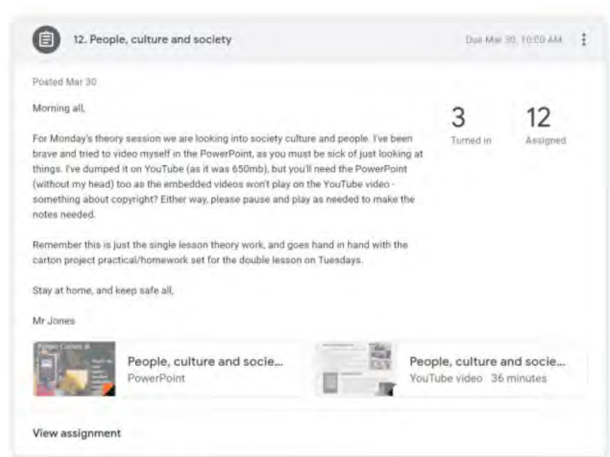 12. People, culture and society
Due Mar 30, 10:00 AM
Posted Mar 30
Morning all,
For Monday's theory session we are looking into society culture and people. I've been
brave and tried to video myself in the PowerPoint, as you must be sick of just looking at
things. I've dumped it on YouTube (as it was 650mb), but you'll need the PowerPoint
(without my head) too as the embedded videos won't play on the YouTube video -
something about copyright? Either way, please pause and play as needed to make the
notes needed.
Remember this is just the single lesson theory work, and goes hand in hand with the
carton project practical/homework set for the double lesson on Tuesdays.
Stay at home, and keep safe all,
Mr Jones
3
Turned in
12
Assigned
People, culture and socie...
PowerPoint
People, culture and socie...
YouTube video 36 minutes
View assignment